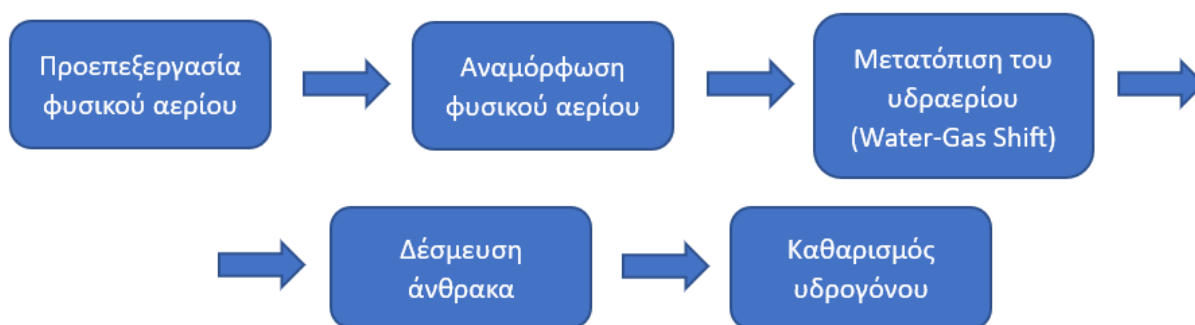 Προεπεξεργασία
φυσικού αερίου
Αναμόρφωση
φυσικού αερίου
Μετατόπιση του
υδραερίου
(Water-Gas Shift)
Δέσμευση
άνθρακα
Καθαρισμός
υδρογόνου